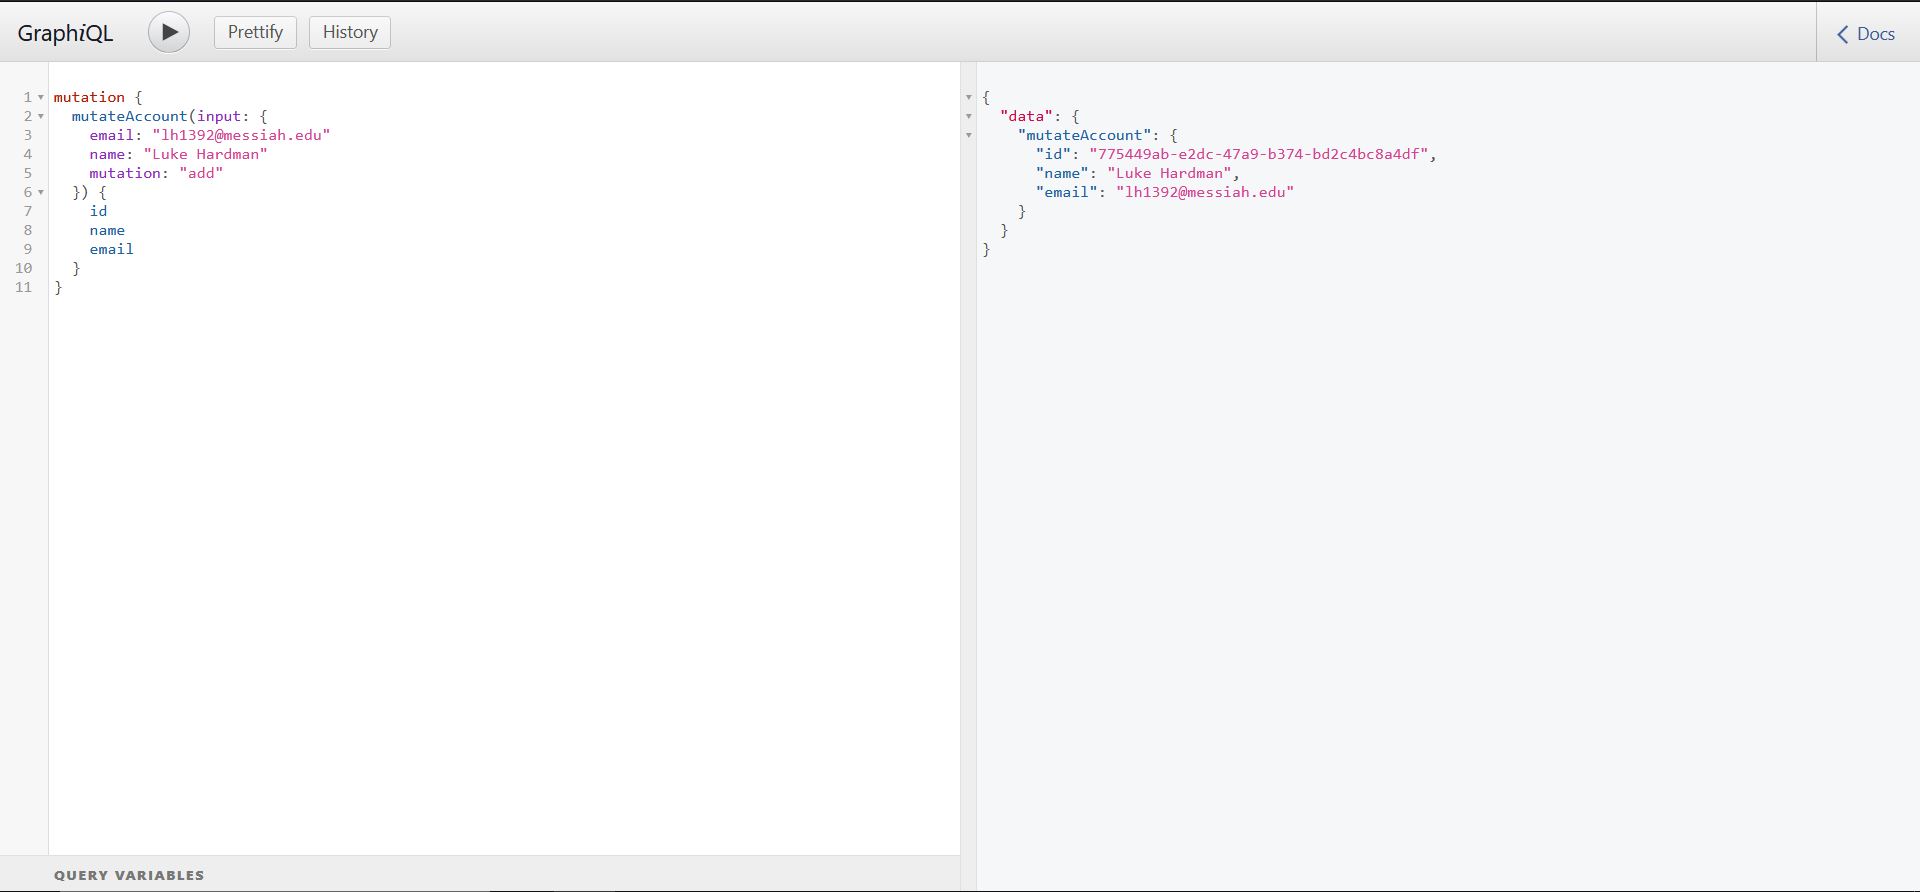 GraphiQL Prettify History Docs
1 mutation {
2 mutateAccount(input: {
3 email: "lh1392@messiah.edu"
4 name: "Luke Hardman"
5 mutation: "add"
6 }) {
7 id
8 name
9 email
10 }
11 }
QUERY VARIABLES
{
"data": {
"mutateAccount": {
"id": "775449ab-e2dc-47a9-b374-bd2c4bc8a4df",
"name": "Luke Hardman",
"email": "lh1392@messiah.edu"
}
}
}